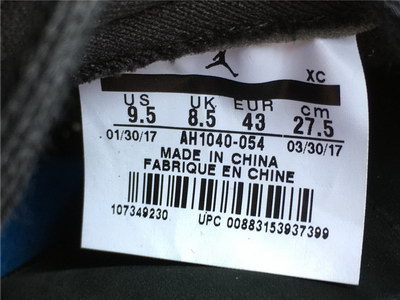 XC
US UK EUR cm
9.5 8.5 43 27.5
01/30/17 AH1040-054 03/30/17
MADE IN CHINA
FABRIQUE EN CHINE
107349230 UPC 00883153937399